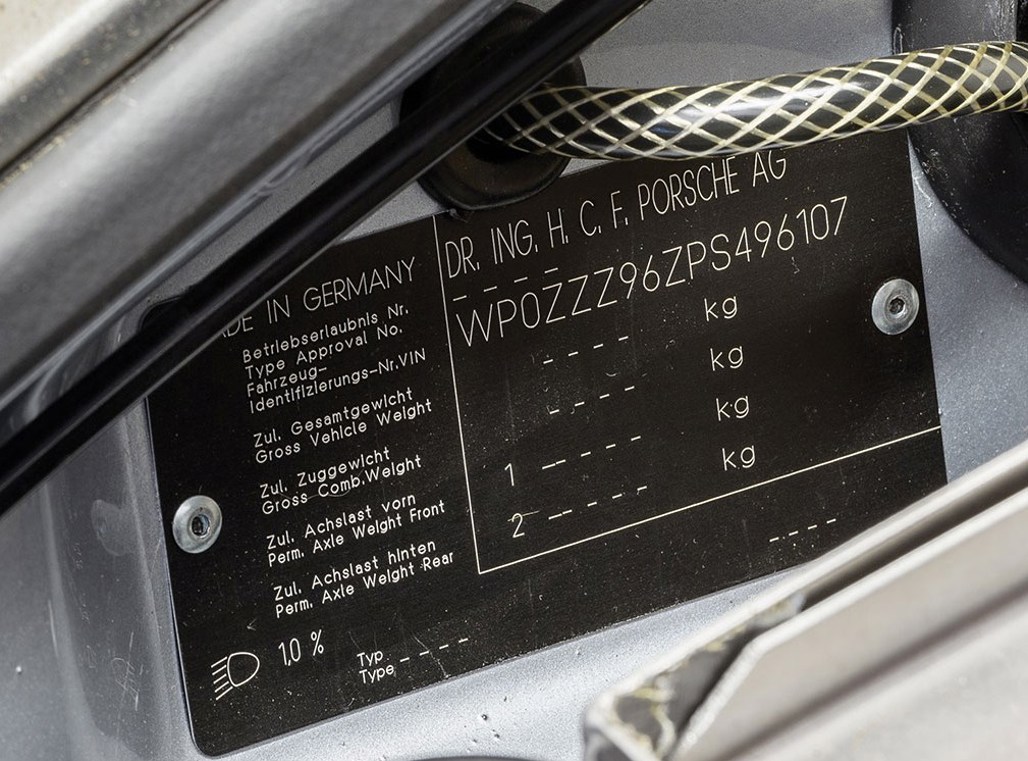 DR. ING. H. C. F. PORSCHE AG
IN GERMANY
Betriebserlaubnis Nr.
Type Approval No.
----
Fahrzeug-
Identifizierungs-Nr.VIN
WP0ZZZ96ZPS496107
Zul. Gesamtgewicht
Gross Vehicle Weight
---- kg
Zul. Zuggewicht
Gross Comb.Weight
---- kg
Zul. Achslast vorn
Perm. Axle Weight Front
1 ---- kg
Zul. Achslast hinten
Perm. Axle Weight Rear
2 ---- kg
1,0 %
Typ
Type ----
----